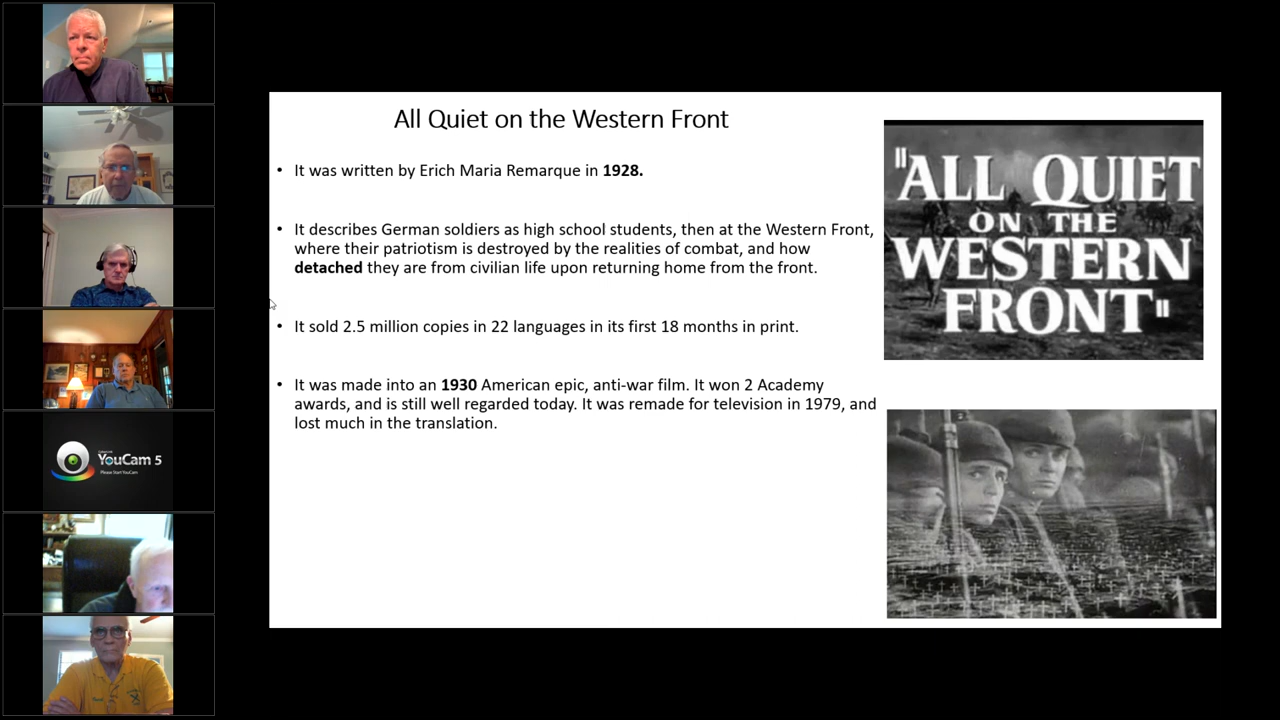 All Quiet on the Western Front
• It was written by Erich Maria Remarque in 1928.
• It describes German soldiers as high school students, then at the Western Front,
where their patriotism is destroyed by the realities of combat, and how
detached they are from civilian life upon returning home from the front.
• It sold 2.5 million copies in 22 languages in its first 18 months in print.
• It was made into an 1930 American epic, anti-war film. It won 2 Academy
awards, and is still well regarded today. It was remade for television in 1979, and
lost much in the translation.
"ALL QUIET
ON THE
WESTERN
FRONT"
YouCam 5
Please Start YouCam